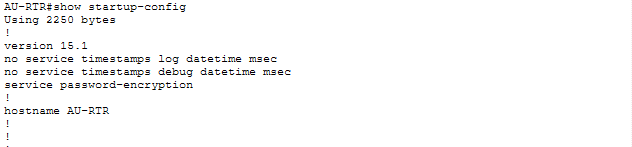 AU-RTR#show startup-config
Using 2250 bytes
!
version 15.1
no service timestamps log datetime msec
no service timestamps debug datetime msec
service password-encryption
!
hostname AU-RTR
!
!